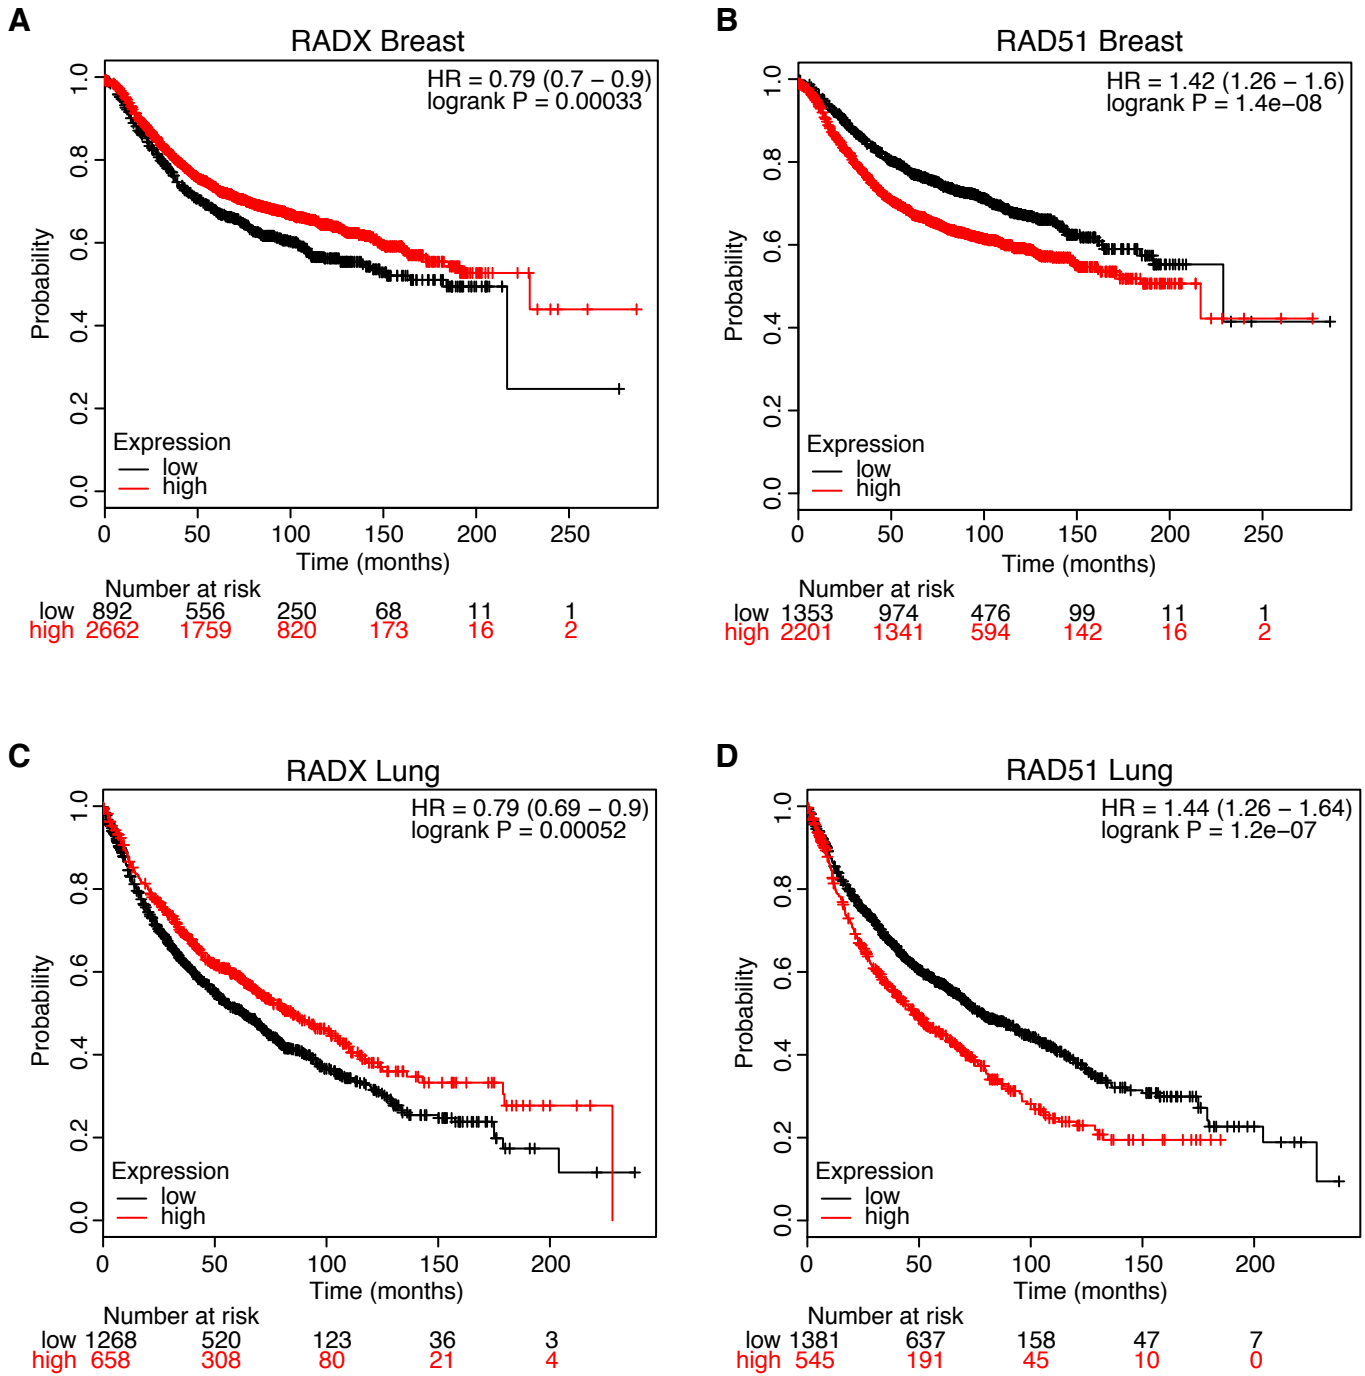 A
RADX Breast
HR = 0.79 (0.7 − 0.9)
logrank P = 0.00033
Probability
1.0
0.8
0.6
0.4
0.2
0.0
Expression
low
high
0 50 100 150 200 250
Time (months)
Number at risk
low 892 556 250 68 11 1
high 2662 1759 820 173 16 2
B
RAD51 Breast
HR = 1.42 (1.26 − 1.6)
logrank P = 1.4e−08
Probability
1.0
0.8
0.6
0.4
0.2
0.0
Expression
low
high
0 50 100 150 200 250
Time (months)
Number at risk
low 1353 974 476 99 11 1
high 2201 1341 594 142 16 2
C
RADX Lung
HR = 0.79 (0.69 − 0.9)
logrank P = 0.00052
Probability
1.0
0.8
0.6
0.4
0.2
0.0
Expression
low
high
0 50 100 150 200
Time (months)
Number at risk
low 1268 520 123 36 3
high 658 308 80 21 4
D
RAD51 Lung
HR = 1.44 (1.26 − 1.64)
logrank P = 1.2e−07
Probability
1.0
0.8
0.6
0.4
0.2
0.0
Expression
low
high
0 50 100 150 200
Time (months)
Number at risk
low 1381 637 158 47 7
high 545 191 45 10 0